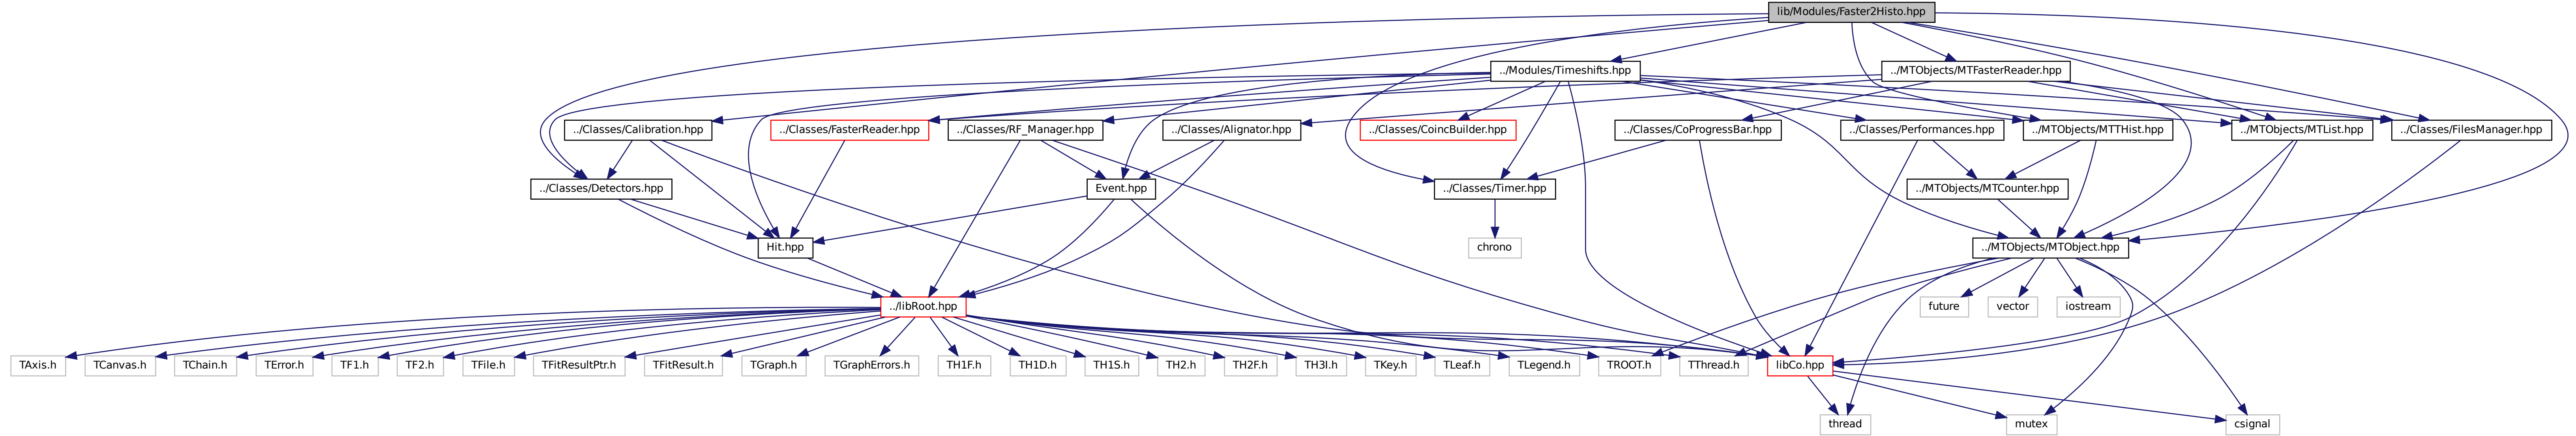 lib/Modules/Faster2Histo.hpp
../Modules/Timeshifts.hpp
../MTObjects/MTFasterReader.hpp
../Classes/Calibration.hpp
../Classes/FasterReader.hpp
../Classes/RF_Manager.hpp
../Classes/Alignator.hpp
../Classes/CoincBuilder.hpp
../Classes/CoProgressBar.hpp
../Classes/Performances.hpp
../MTObjects/MTTHist.hpp
../MTObjects/MTList.hpp
../Classes/FilesManager.hpp
../Classes/Detectors.hpp
Event.hpp
../Classes/Timer.hpp
../MTObjects/MTCounter.hpp
Hit.hpp
chrono
../MTObjects/MTObject.hpp
../libRoot.hpp
future
vector
iostream
TAxis.h
TCanvas.h
TChain.h
TError.h
TF1.h
TF2.h
TFile.h
TFitResultPtr.h
TFitResult.h
TGraph.h
TGraphErrors.h
TH1F.h
TH1D.h
TH1S.h
TH2.h
TH2F.h
TH3I.h
TKey.h
TLeaf.h
TLegend.h
TROOT.h
TThread.h
libCo.hpp
thread
mutex
csignal